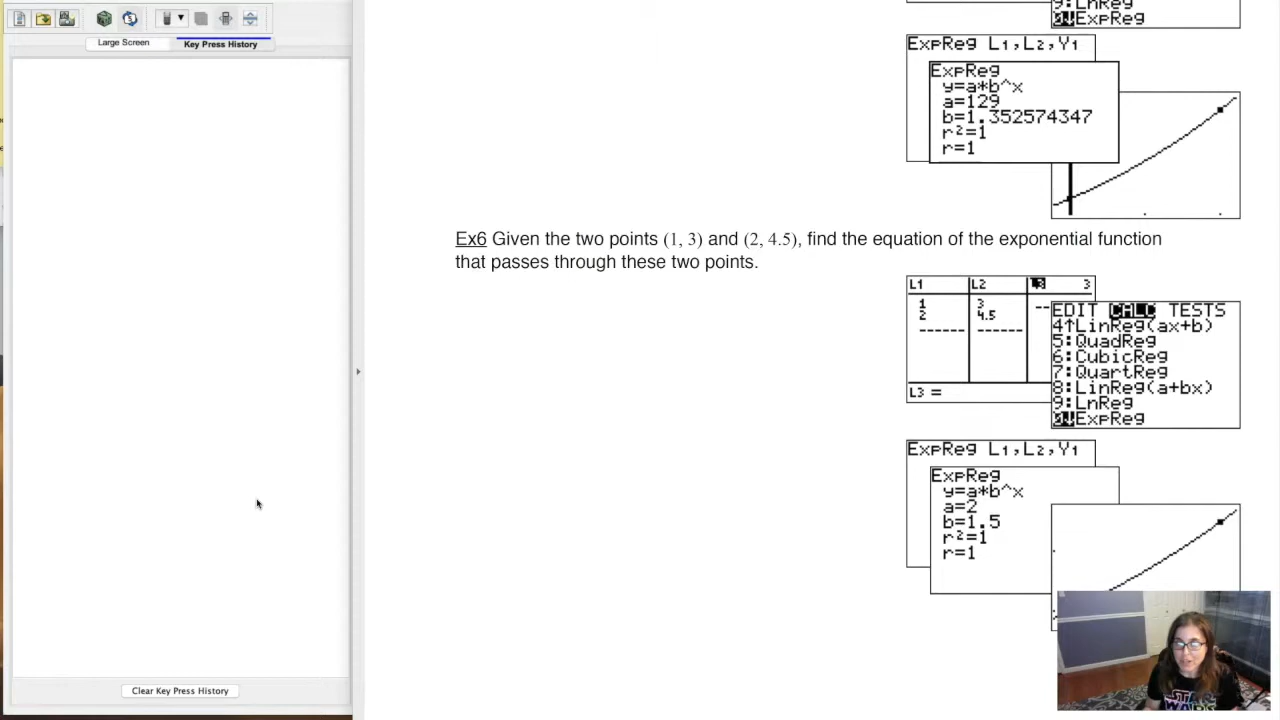 Large Screen
Key Press History
9:LnReg
0↓ExpReg
ExpReg L1,L2,Y1
ExpReg
y=a*b^x
a=129
b=1.352574347
r²=1
r=1
Ex6 Given the two points (1, 3) and (2, 4.5), find the equation of the exponential function
that passes through these two points.
L1 L2 L3 3
1 3
2 4.5
------ ------
L3 =
EDIT CALC TESTS
4↑LinReg(ax+b)
5:QuadReg
6:CubicReg
7:QuartReg
8:LinReg(a+bx)
9:LnReg
0↓ExpReg
ExpReg L1,L2,Y1
ExpReg
y=a*b^x
a=2
b=1.5
r²=1
r=1
STAR
WARS
Clear Key Press History